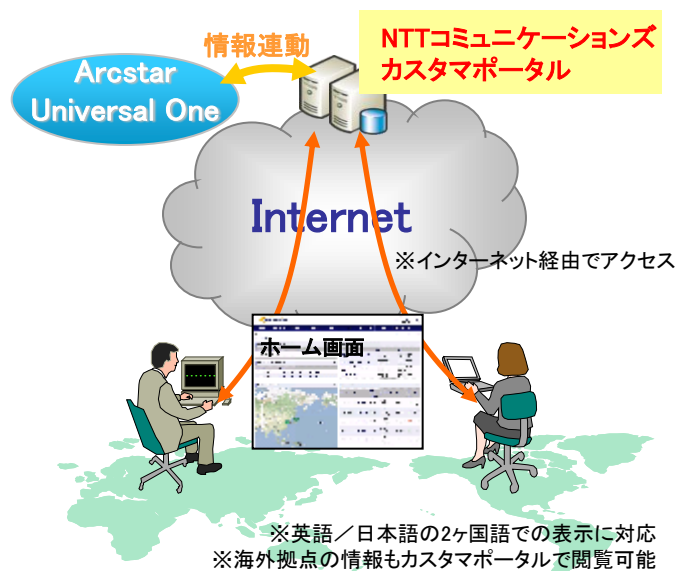 情報連動
NTTコミュニケーションズ
カスタマポータル
Arcstar
Universal One
Internet
※インターネット経由でアクセス
ホーム画面
※英語／日本語の2ヶ国語での表示に対応
※海外拠点の情報もカスタマポータルで閲覧可能